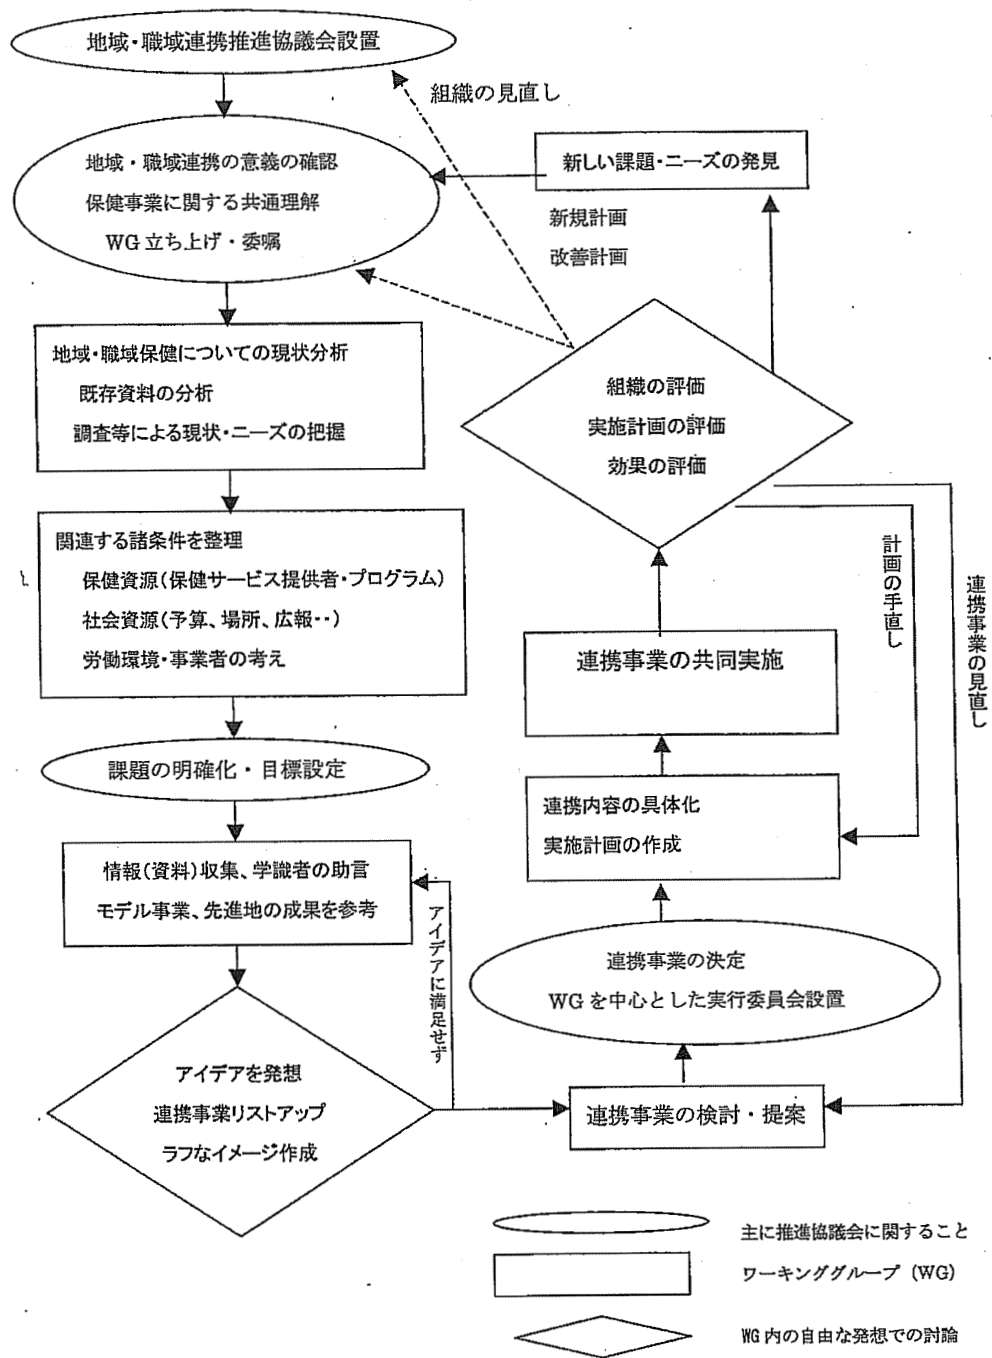 地域・職域連携推進協議会設置
組織の見直し
地域・職域連携の意義の確認
保健事業に関する共通理解
WG立ち上げ・委嘱
新しい課題・ニーズの発見
新規計画
改善計画
地域・職域保健についての現状分析
既存資料の分析
調査等による現状・ニーズの把握
組織の評価
実施計画の評価
効果の評価
関連する諸条件を整理
保健資源(保健サービス提供者・プログラム)
社会資源(予算、場所、広報・・)
労働環境・事業者の考え
計画の手直し
連携事業の見直し
連携事業の共同実施
課題の明確化・目標設定
連携内容の具体化
実施計画の作成
情報(資料)収集、学識者の助言
モデル事業、先進地の成果を参考
アイデアに満足せず
連携事業の決定
WGを中心とした実行委員会設置
アイデアを発想
連携事業リストアップ
ラフなイメージ作成
連携事業の検討・提案
主に推進協議会に関すること
ワーキンググループ(WG)
WG内の自由な発想での討論